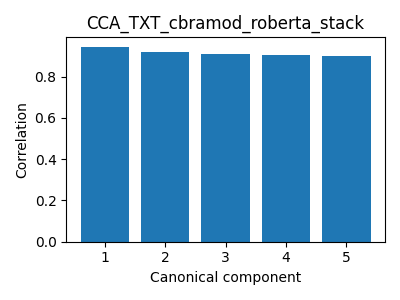 CCA_TXT_cbramod_roberta_stack
Correlation
0.8
0.6
0.4
0.2
0.0
1 2 3 4 5
Canonical component